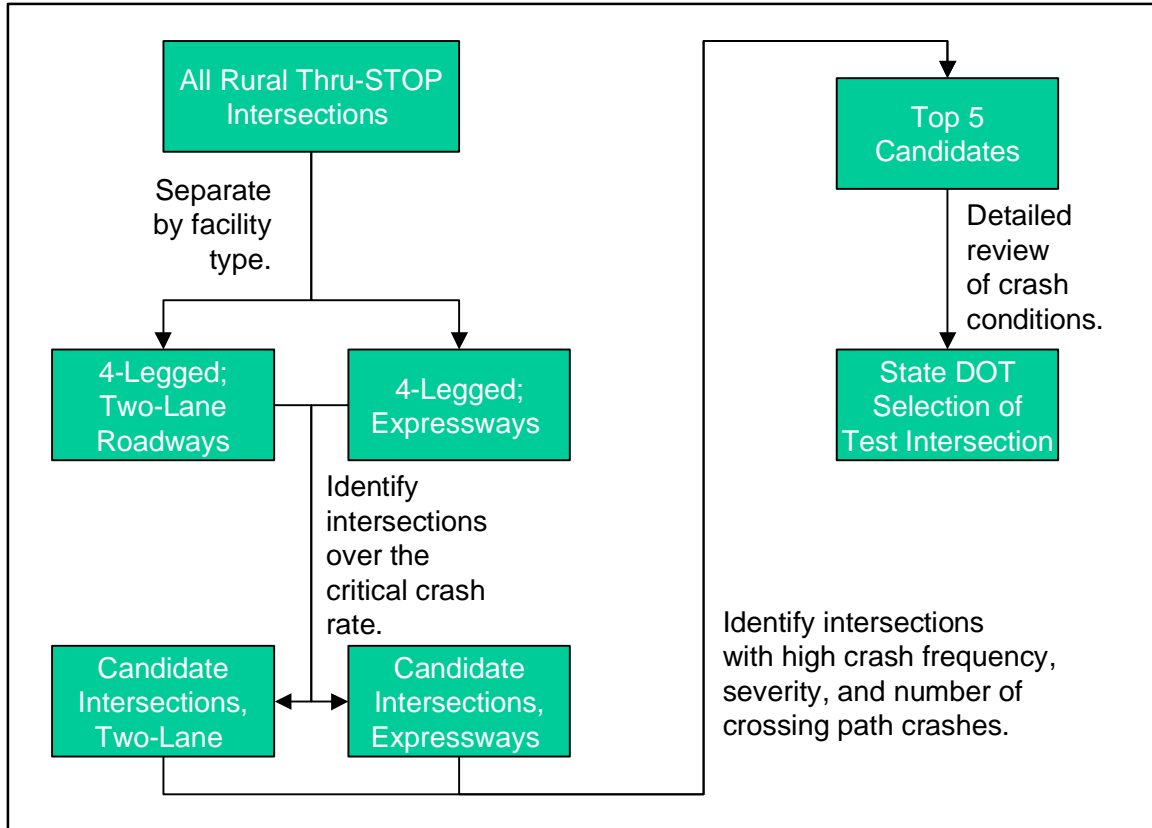 All Rural Thru-STOP
Intersections
Separate
by facility
type.
4-Legged;
Two-Lane
Roadways
4-Legged;
Expressways
Identify
intersections
over the
critical crash
rate.
Candidate
Intersections,
Two-Lane
Candidate
Intersections,
Expressways
Identify intersections
with high crash frequency,
severity, and number of
crossing path crashes.
Top 5
Candidates
Detailed
review
of crash
conditions.
State DOT
Selection of
Test Intersection